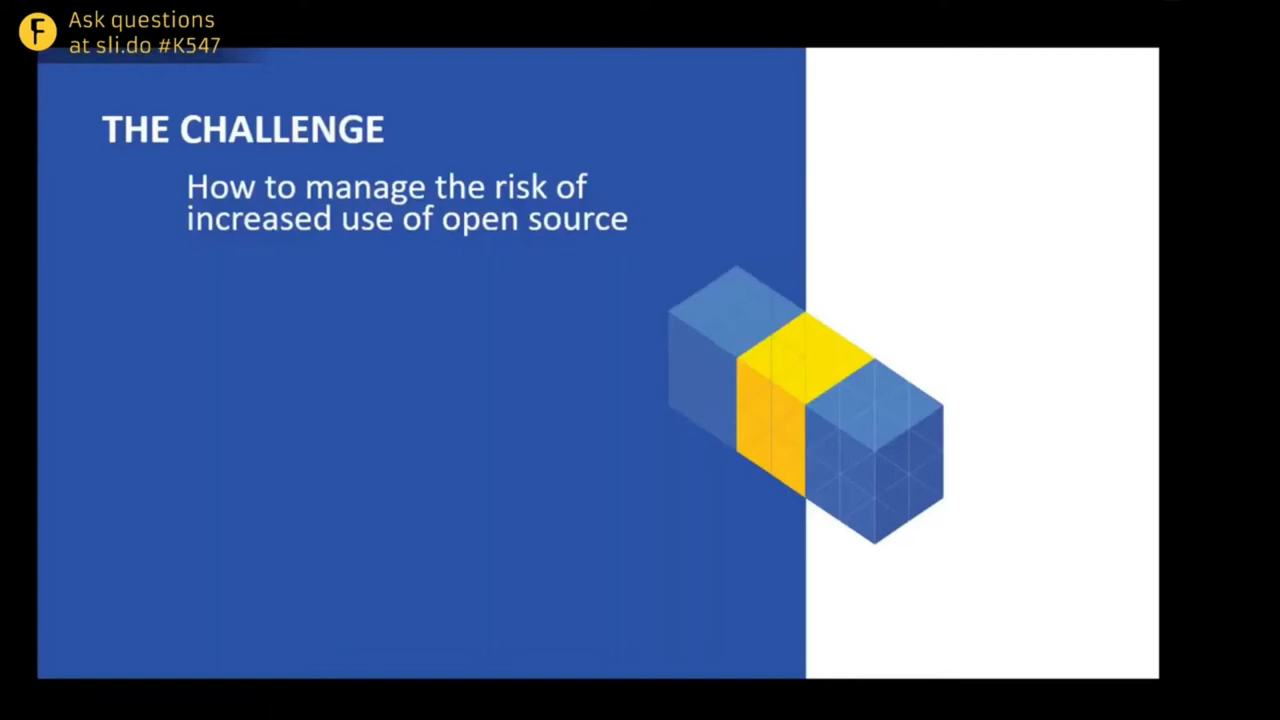 Ask questions
at sli.do #K547
THE CHALLENGE
How to manage the risk of
increased use of open source